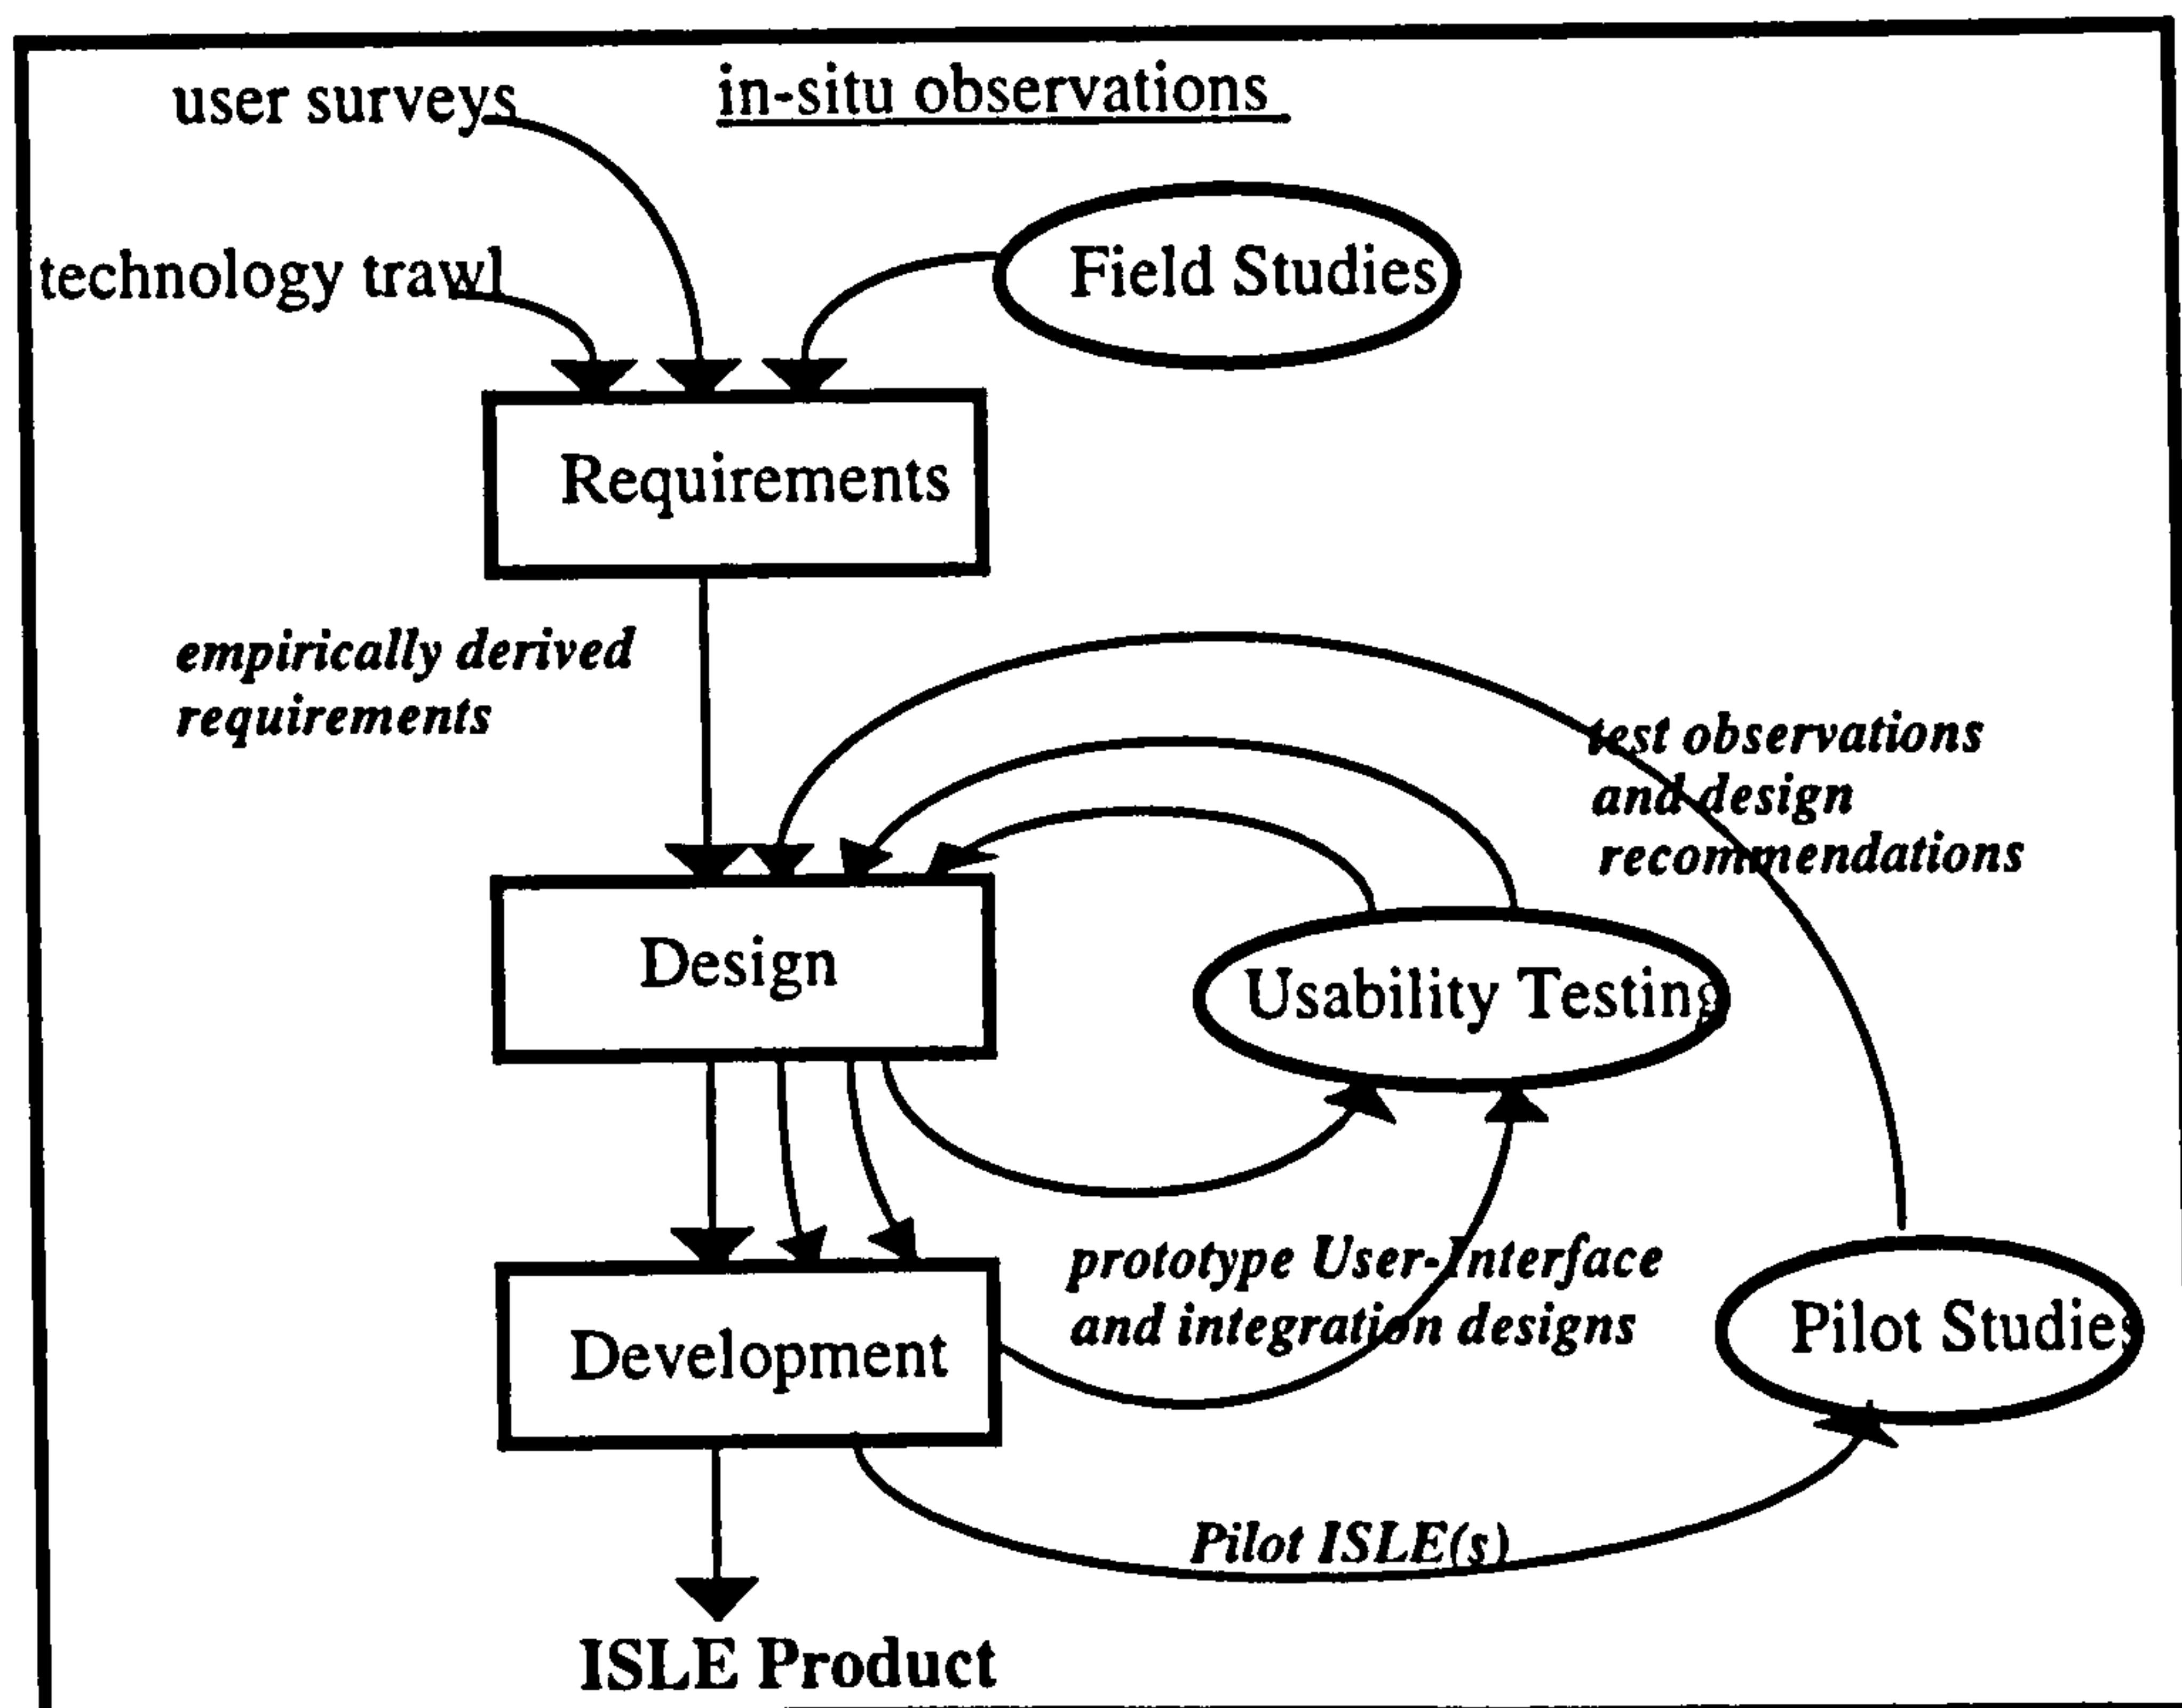 user surveys
in-situ observations
technology trawl
Field Studies
Requirements
empirically derived
requirements
test observations
and design
recommendations
Design
Usability Testing
prototype User-Interface
and integration designs
Development
Pilot Studies
Pilot ISLE(s)
ISLE Product